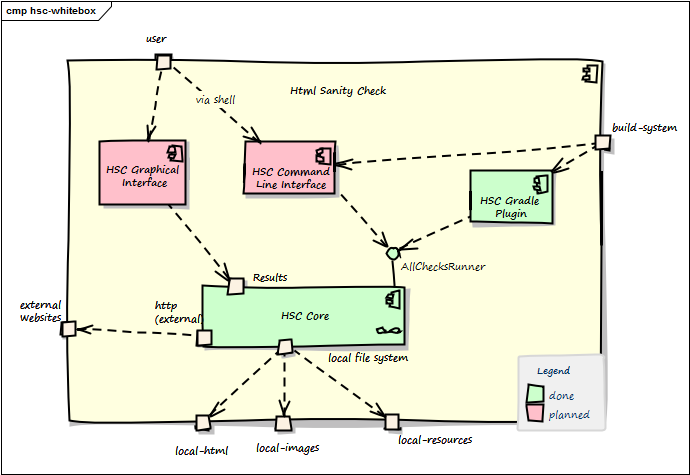 cmp hsc-whitebox
user
Html Sanity Check
via shell
build-system
HSC Graphical
Interface
HSC Command
Line Interface
HSC Gradle
Plugin
AllChecksRunner
Results
external
Websites
http
(external)
HSC Core
local file system
Legend
done
planned
local-html
local-images
local-resources